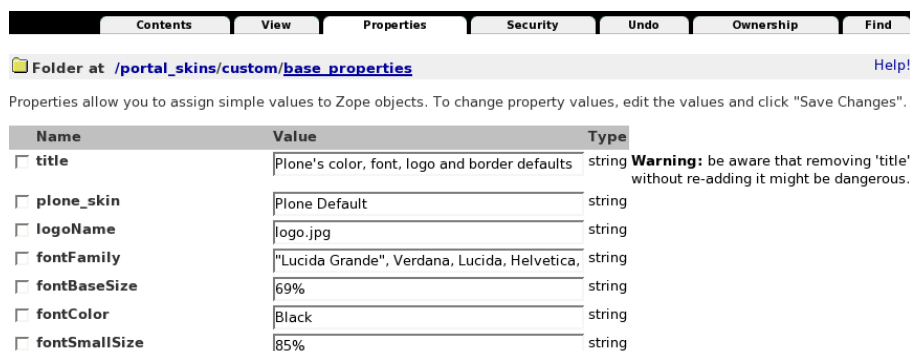 Contents View Properties Security Undo Ownership Find
Folder at /portal_skins/custom/base_properties Help!
Properties allow you to assign simple values to Zope objects. To change property values, edit the values and click "Save Changes".
Name Value Type
title Plone's color, font, logo and border defaults string Warning: be aware that removing 'title'
without re-adding it might be dangerous.
plone_skin Plone Default string
logoName logo.jpg string
fontFamily "Lucida Grande", Verdana, Lucida, Helvetica, string
fontBaseSize 69% string
fontColor Black string
fontSmallSize 85% string